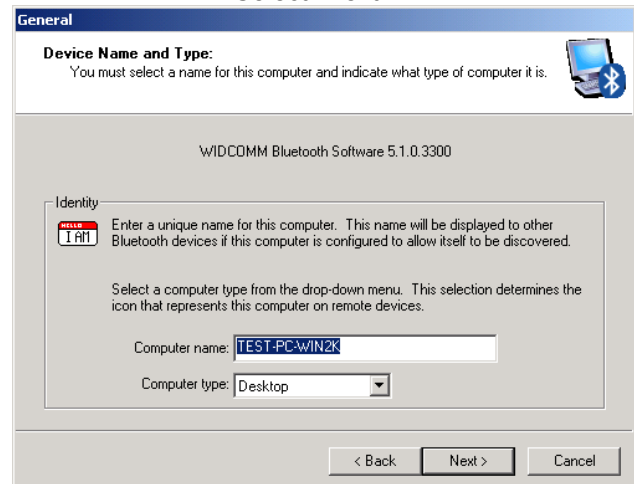 General
Device Name and Type:
You must select a name for this computer and indicate what type of computer it is.
WIDCOMM Bluetooth Software 5.1.0.3300
Identity
HELLO
I AM
Enter a unique name for this computer. This name will be displayed to other
Bluetooth devices if this computer is configured to allow itself to be discovered.
Select a computer type from the drop-down menu. This selection determines the
icon that represents this computer on remote devices.
Computer name: TEST-PC-WIN2K
Computer type: Desktop
< Back Next > Cancel